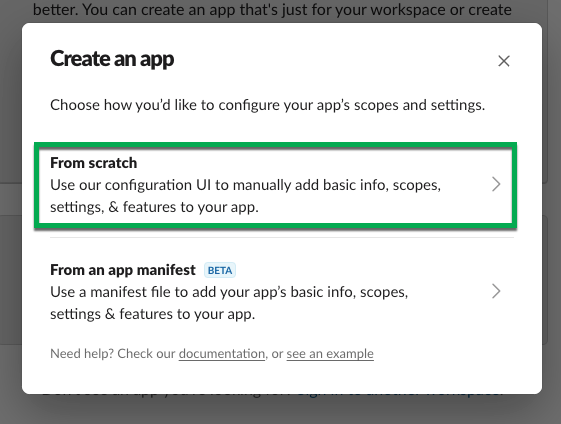 better. You can create an app that's just for your workspace or create
Create an app
Choose how you'd like to configure your app's scopes and settings.
From scratch
Use our configuration UI to manually add basic info, scopes,
settings, & features to your app.
From an app manifest BETA
Use a manifest file to add your app's basic info, scopes,
settings & features to your app.
Need help? Check our documentation, or see an example